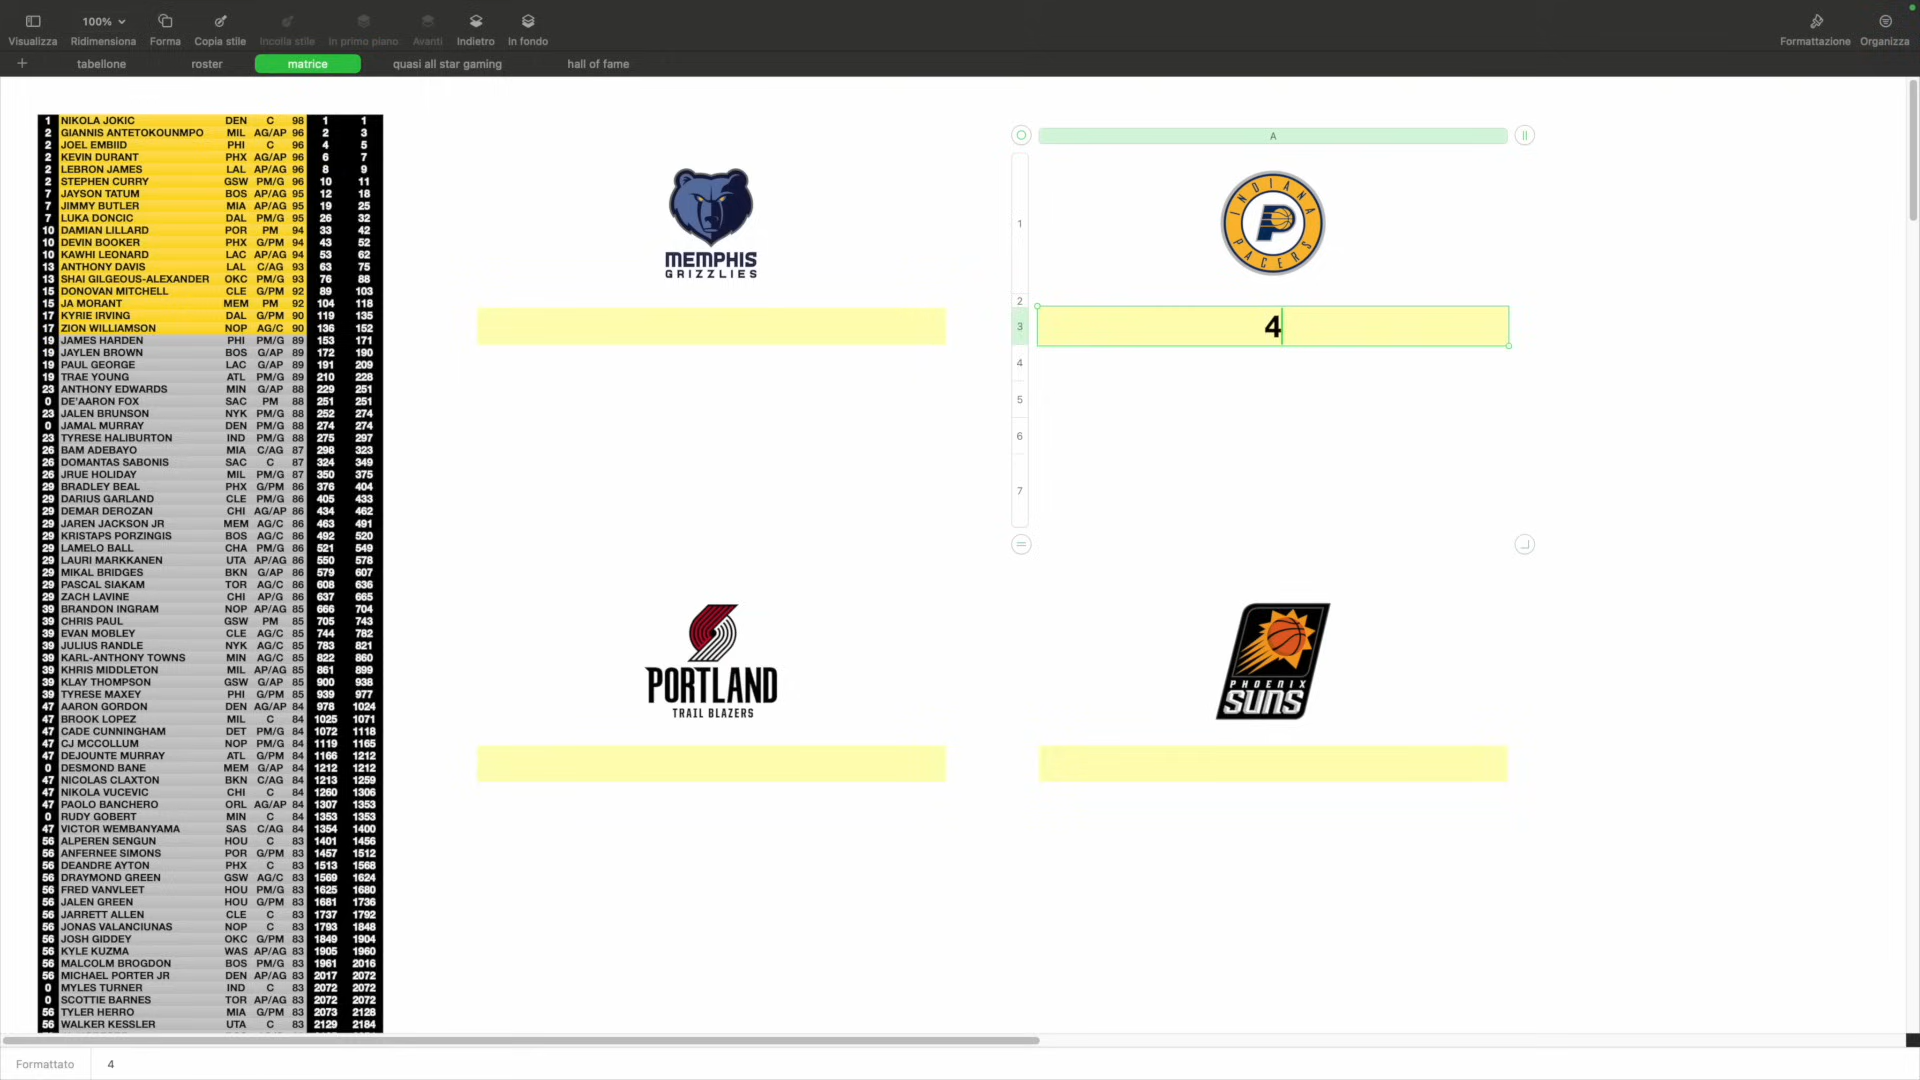 Visualizza
100%
Ridimensiona
Forma
Copia stile
Incolla stile
In primo piano
Avanti
Indietro
In fondo
Formattazione
Organizza
tabellone
roster
matrice
quasi all star gaming
hall of fame
1 NIKOLA JOKIC DEN C 98 1 1
2 GIANNIS ANTETOKOUNMPO MIL AG/AP 96 2 3
2 JOEL EMBIID PHI C 96 4 5
2 KEVIN DURANT PHX AG/AP 96 6 7
2 LEBRON JAMES LAL AP/AG 96 8 9
2 STEPHEN CURRY GSW PM/G 96 10 11
7 JAYSON TATUM BOS AP/AG 95 12 18
7 JIMMY BUTLER MIA AP/AG 95 19 25
7 LUKA DONCIC DAL PM/G 95 26 32
10 DAMIAN LILLARD POR PM 94 33 42
10 DEVIN BOOKER PHX G/PM 94 43 52
10 KAWHI LEONARD LAC AP/AG 94 53 62
13 ANTHONY DAVIS LAL C/AG 93 63 75
13 SHAI GILGEOUS-ALEXANDER OKC PM/G 93 76 88
15 DONOVAN MITCHELL CLE G/PM 92 89 103
15 JA MORANT MEM PM 92 104 118
17 KYRIE IRVING DAL G/PM 90 119 135
17 ZION WILLIAMSON NOP AG/C 90 136 152
19 JAMES HARDEN PHI PM/G 89 153 171
19 JAYLEN BROWN BOS G/AP 89 172 190
19 PAUL GEORGE LAC G/AP 89 191 209
19 TRAE YOUNG ATL PM/G 89 210 228
23 ANTHONY EDWARDS MIN G/AP 88 229 251
0 DE'AARON FOX SAC PM 88 251 251
23 JALEN BRUNSON NYK PM/G 88 252 274
0 JAMAL MURRAY DEN PM/G 88 274 274
23 TYRESE HALIBURTON IND PM/G 88 275 297
26 BAM ADEBAYO MIA C/AG 87 298 323
26 DOMANTAS SABONIS SAC C 87 324 349
26 JRUE HOLIDAY MIL PM/G 87 350 375
29 BRADLEY BEAL PHX G/PM 86 376 404
29 DARIUS GARLAND CLE PM/G 86 405 433
29 DEMAR DEROZAN CHI AG/AP 86 434 462
29 JAREN JACKSON JR MEM AG/C 86 463 491
29 KRISTAPS PORZINGIS BOS AG/C 86 492 520
29 LAMELO BALL CHA PM/G 86 521 549
29 LAURI MARKKANEN UTA AP/AG 86 550 578
29 MIKAL BRIDGES BKN G/AP 86 579 607
29 PASCAL SIAKAM TOR AG/C 86 608 636
29 ZACH LAVINE CHI AP/G 86 637 665
39 BRANDON INGRAM NOP AP/AG 85 666 704
39 CHRIS PAUL GSW PM 85 705 743
39 EVAN MOBLEY CLE AG/C 85 744 782
39 JULIUS RANDLE NYK AG/C 85 783 821
39 KARL-ANTHONY TOWNS MIN AG/C 85 822 860
39 KHRIS MIDDLETON MIL AP/AG 85 861 899
39 KLAY THOMPSON GSW G/AP 85 900 938
39 TYRESE MAXEY PHI G/PM 85 939 977
47 AARON GORDON DEN AG/AP 84 978 1024
47 BROOK LOPEZ MIL C 84 1025 1071
47 CADE CUNNINGHAM DET PM/G 84 1072 1118
47 CJ MCCOLLUM NOP PM/G 84 1119 1165
47 DEJOUNTE MURRAY ATL G/PM 84 1166 1212
0 DESMOND BANE MEM G/AP 84 1212 1212
47 NICOLAS CLAXTON BKN C/AG 84 1213 1259
47 NIKOLA VUCEVIC CHI C 84 1260 1306
47 PAOLO BANCHERO ORL AG/AP 84 1307 1353
0 RUDY GOBERT MIN C 84 1353 1353
47 VICTOR WEMBANYAMA SAS C/AG 84 1354 1400
56 ALPEREN SENGUN HOU C 83 1401 1456
56 ANFERNEE SIMONS POR G/PM 83 1457 1512
56 DEANDRE AYTON PHX C 83 1513 1568
56 DRAYMOND GREEN GSW AG/C 83 1569 1624
56 FRED VANVLEET HOU PM/G 83 1625 1680
56 JALEN GREEN HOU G/PM 83 1681 1736
56 JARRETT ALLEN CLE C 83 1737 1792
56 JONAS VALANCIUNAS NOP C 83 1793 1848
56 JOSH GIDDEY OKC G/PM 83 1849 1904
56 KYLE KUZMA WAS AP/AG 83 1905 1960
56 MALCOLM BROGDON BOS PM/G 83 1961 2016
56 MICHAEL PORTER JR DEN AP/AG 83 2017 2072
0 MYLES TURNER IND C 83 2072 2072
0 SCOTTIE BARNES TOR AP/AG 83 2072 2072
56 TYLER HERRO MIA G/PM 83 2073 2128
56 WALKER KESSLER UTA C 83 2129 2184
MEMPHIS
GRIZZLIES
A
1
2
3
4
5
6
7
INDIANA
PACERS
4
PORTLAND
TRAIL BLAZERS
PHOENIX
SUNS
Formattato
4